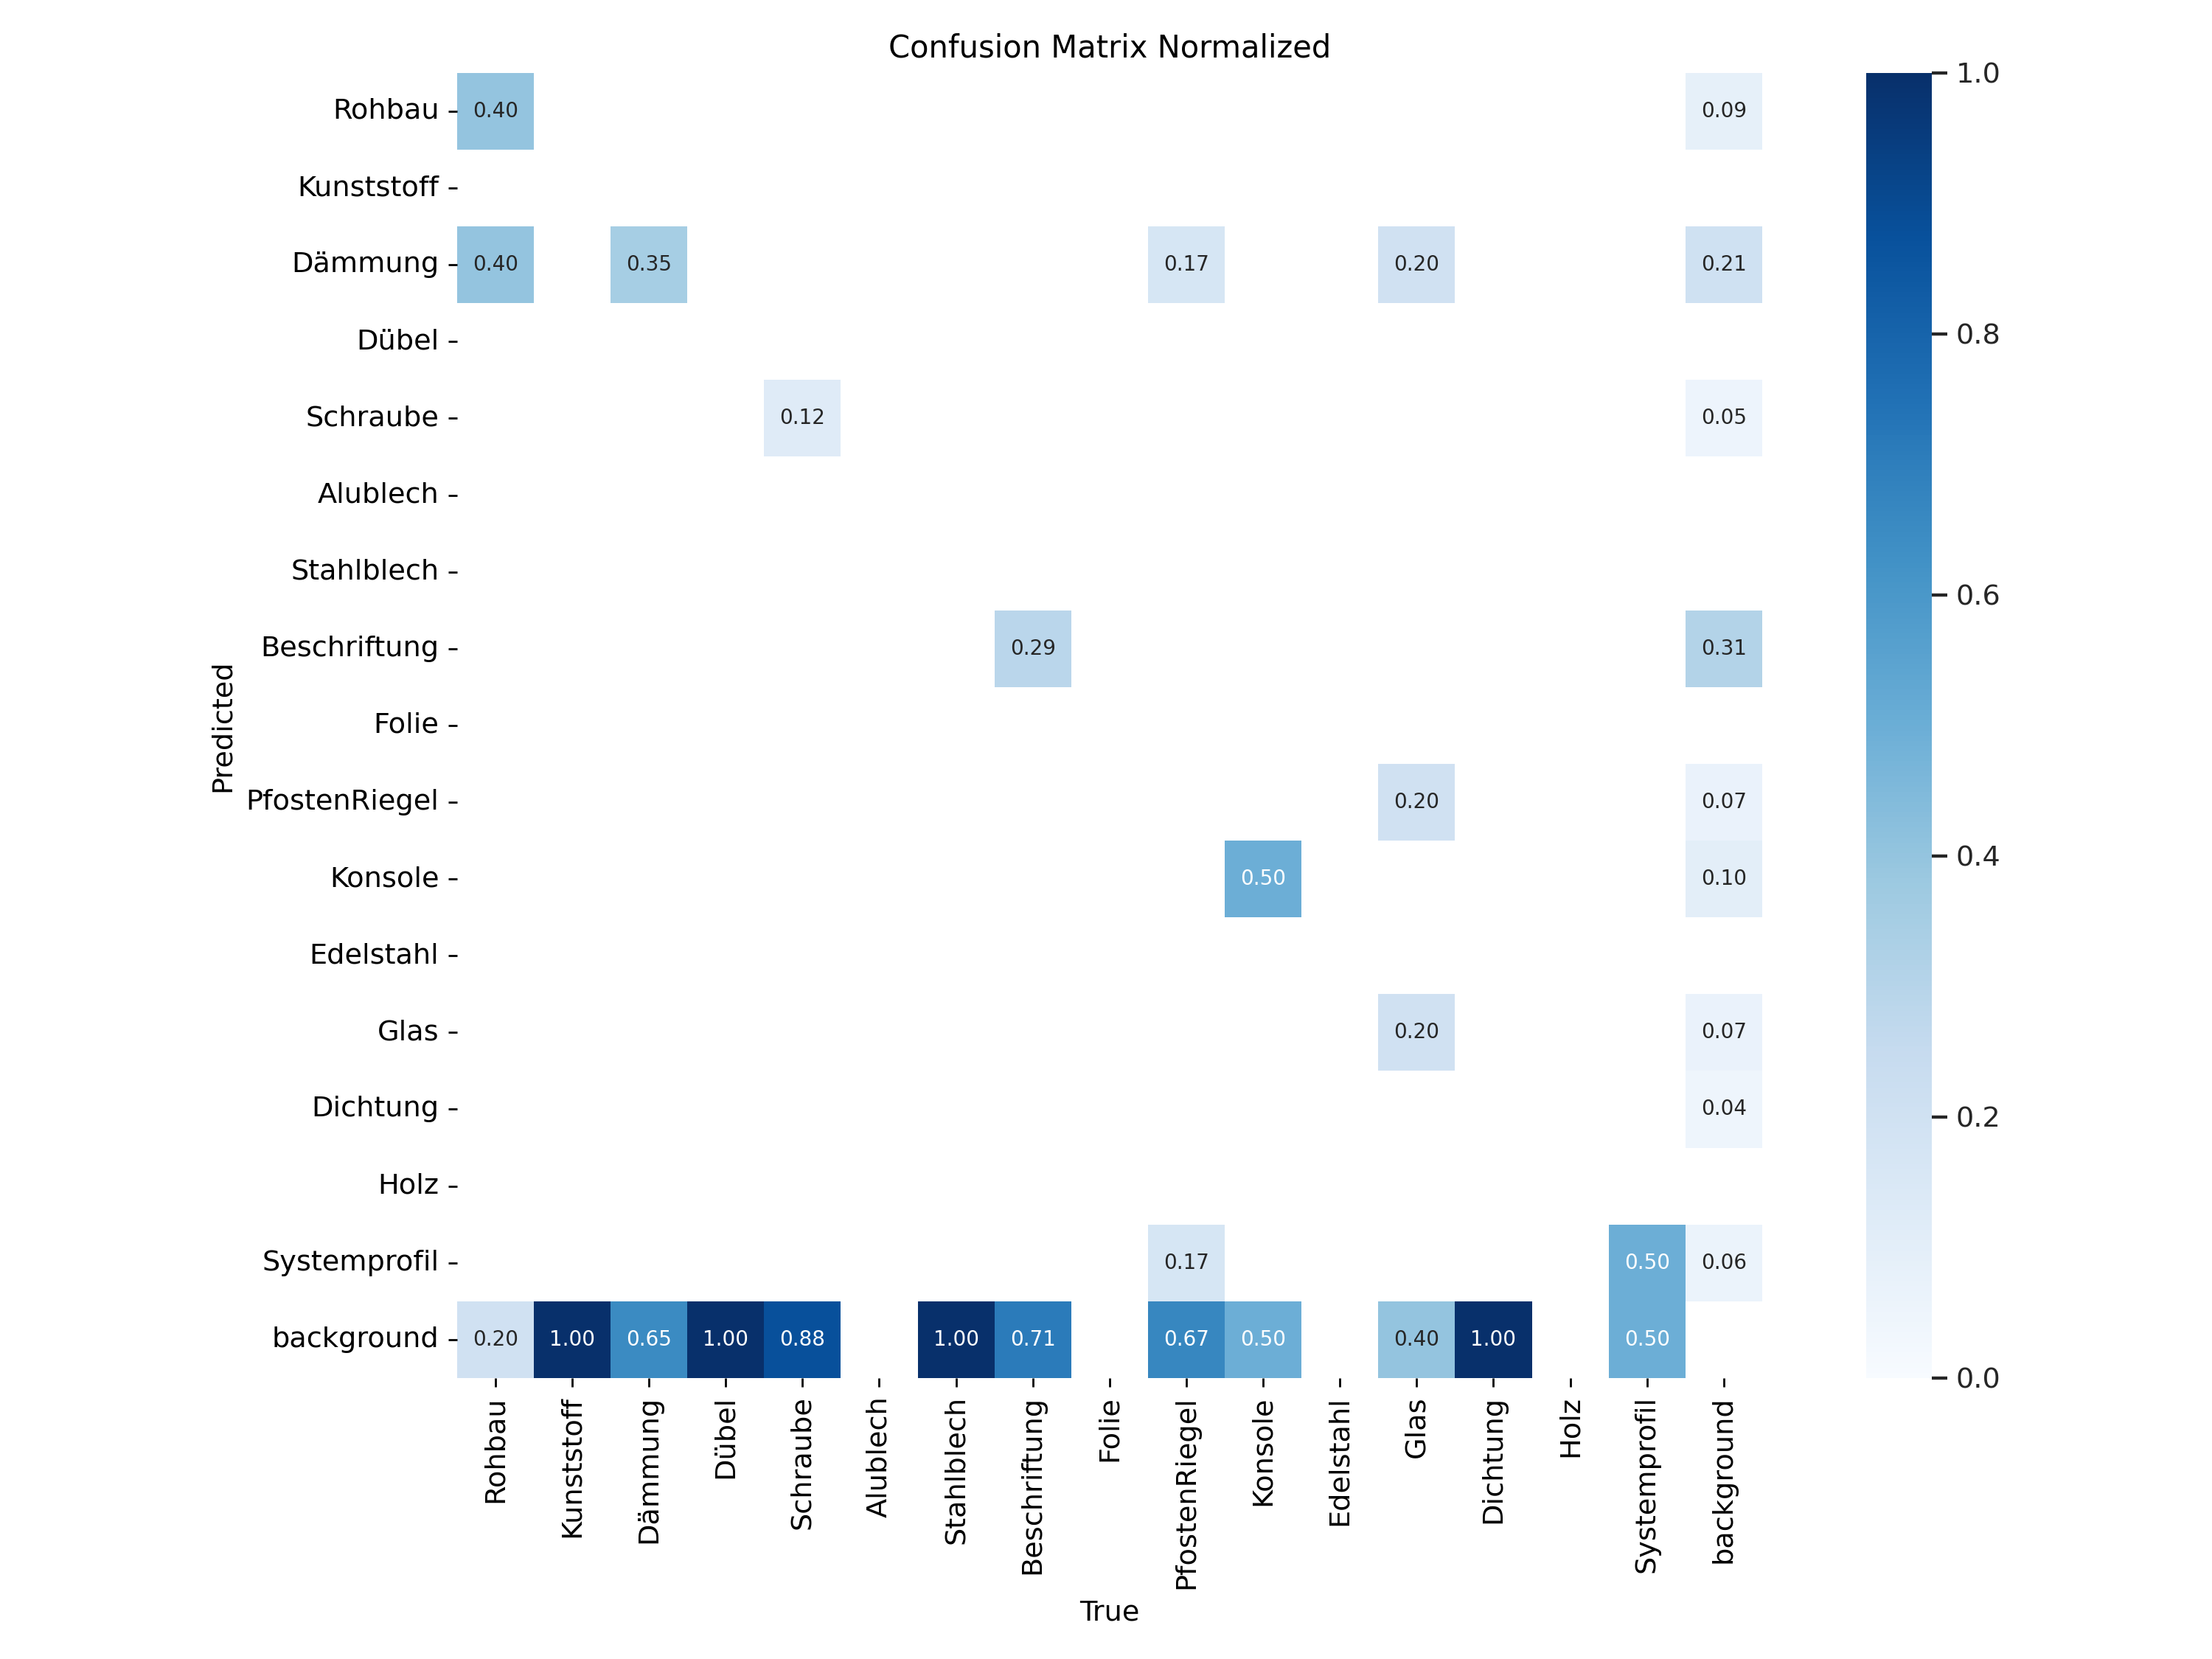 Confusion Matrix Normalized
Rohbau 0.40 0.09
Kunststoff
Dämmung 0.40 0.35 0.17 0.20 0.21
Dübel
Schraube 0.12 0.05
Alublech
Stahlblech
Beschriftung 0.29 0.31
Folie
PfostenRiegel 0.20 0.07
Konsole 0.50 0.10
Edelstahl
Glas 0.20 0.07
Dichtung 0.04
Holz
Systemprofil 0.17 0.50 0.06
background 0.20 1.00 0.65 1.00 0.88 1.00 0.71 0.67 0.50 0.40 1.00 0.50
Predicted
Rohbau
Kunststoff
Dämmung
Dübel
Schraube
Alublech
Stahlblech
Beschriftung
Folie
PfostenRiegel
Konsole
Edelstahl
Glas
Dichtung
Holz
Systemprofil
background
True
1.0
0.8
0.6
0.4
0.2
0.0